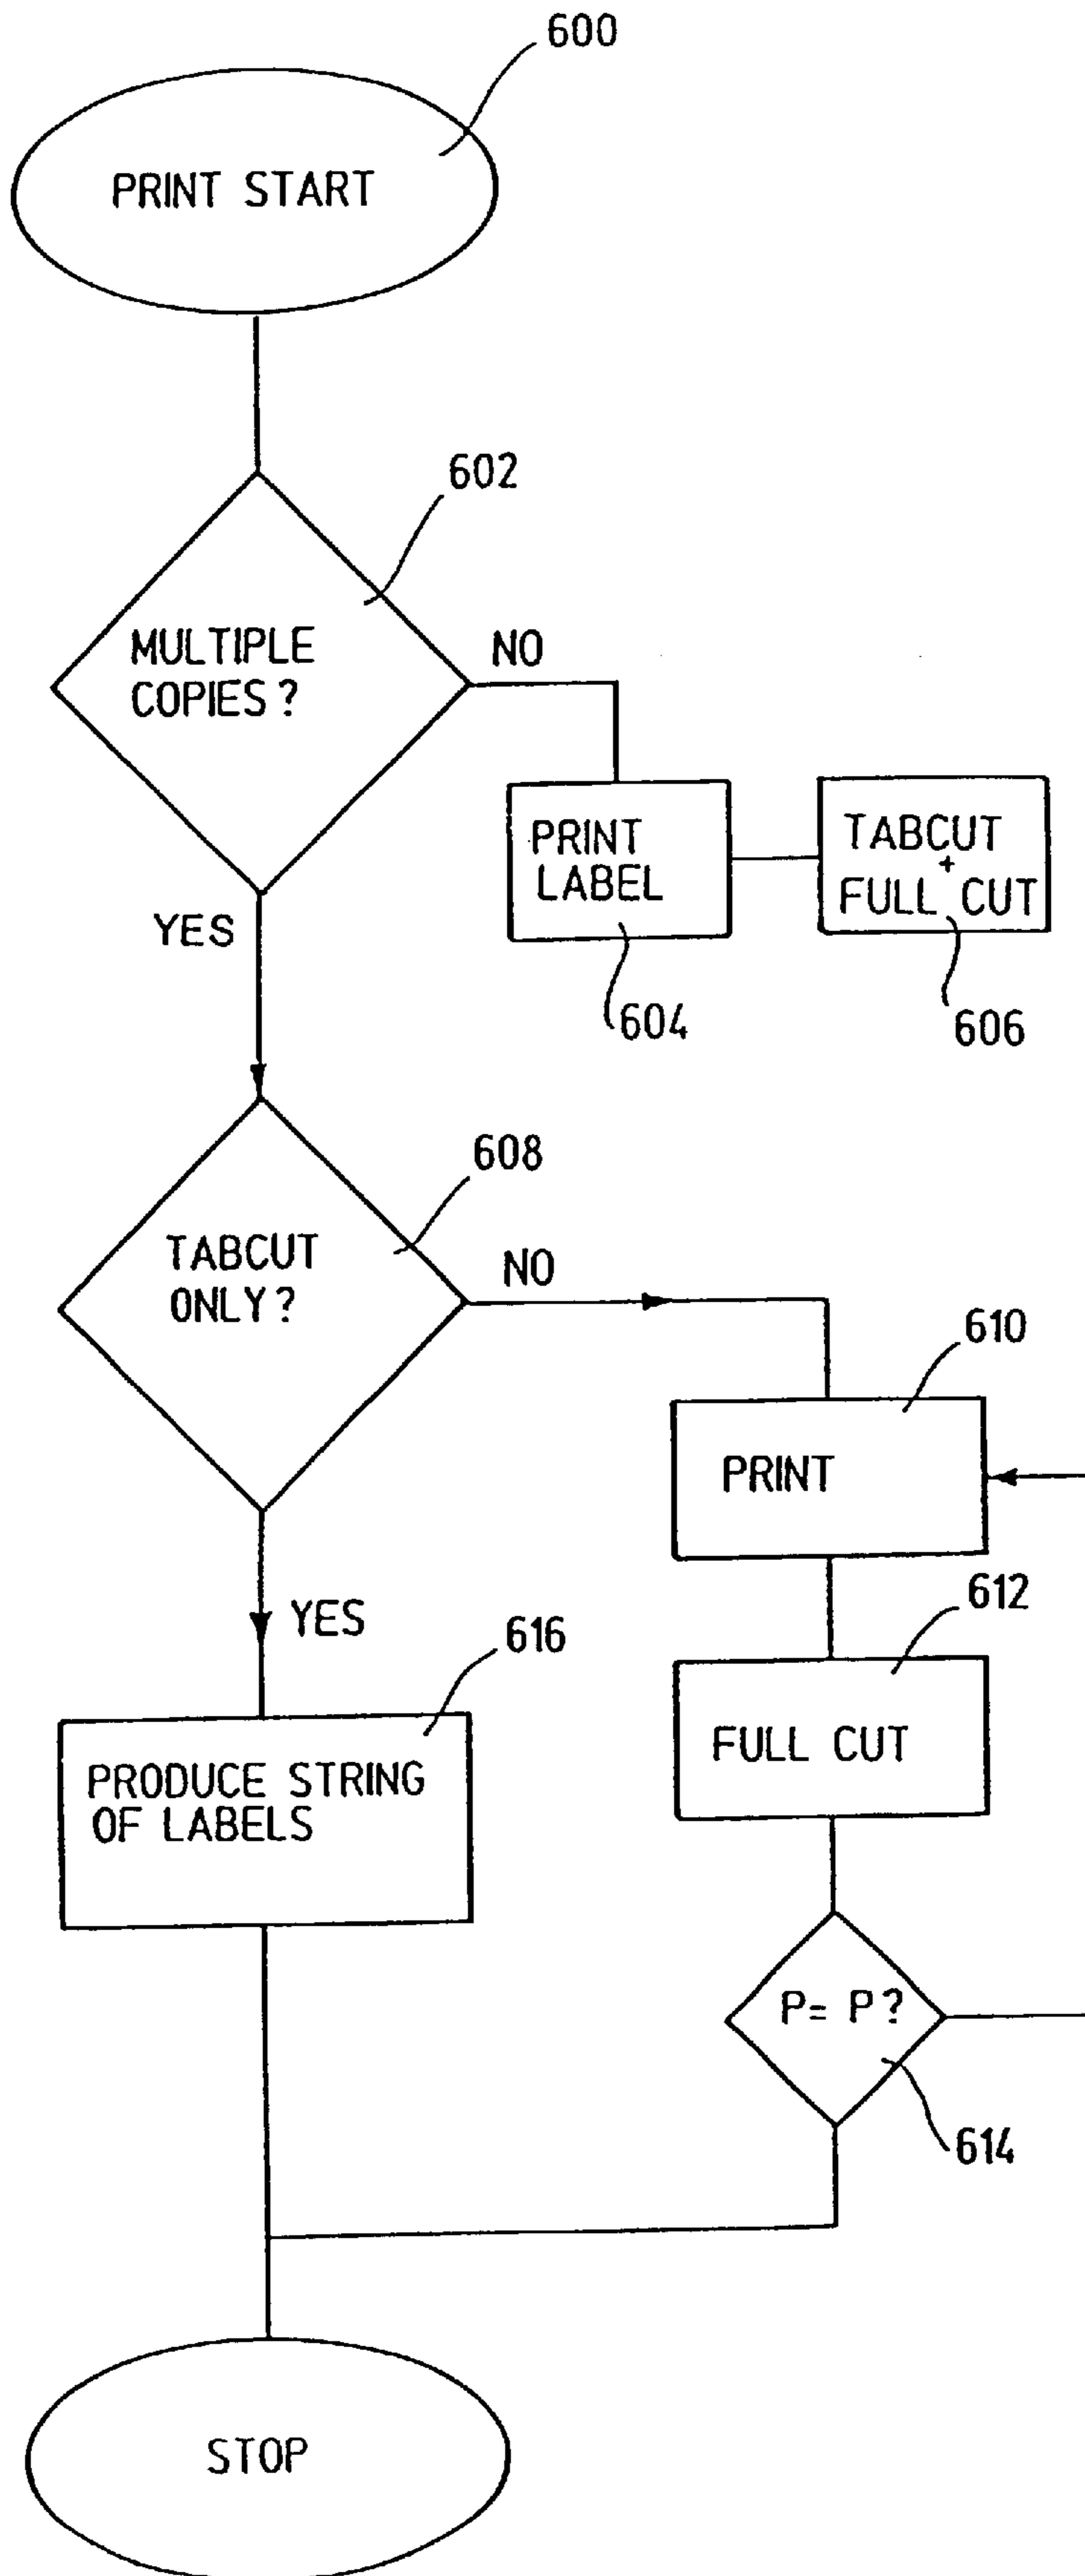 600
PRINT START
602
MULTIPLE
COPIES?
NO
PRINT
LABEL
TABCUT
+
FULL CUT
YES
604
606
608
TABCUT
ONLY?
NO
610
PRINT
612
YES
616
FULL CUT
PRODUCE STRING
OF LABELS
P= P?
614
STOP